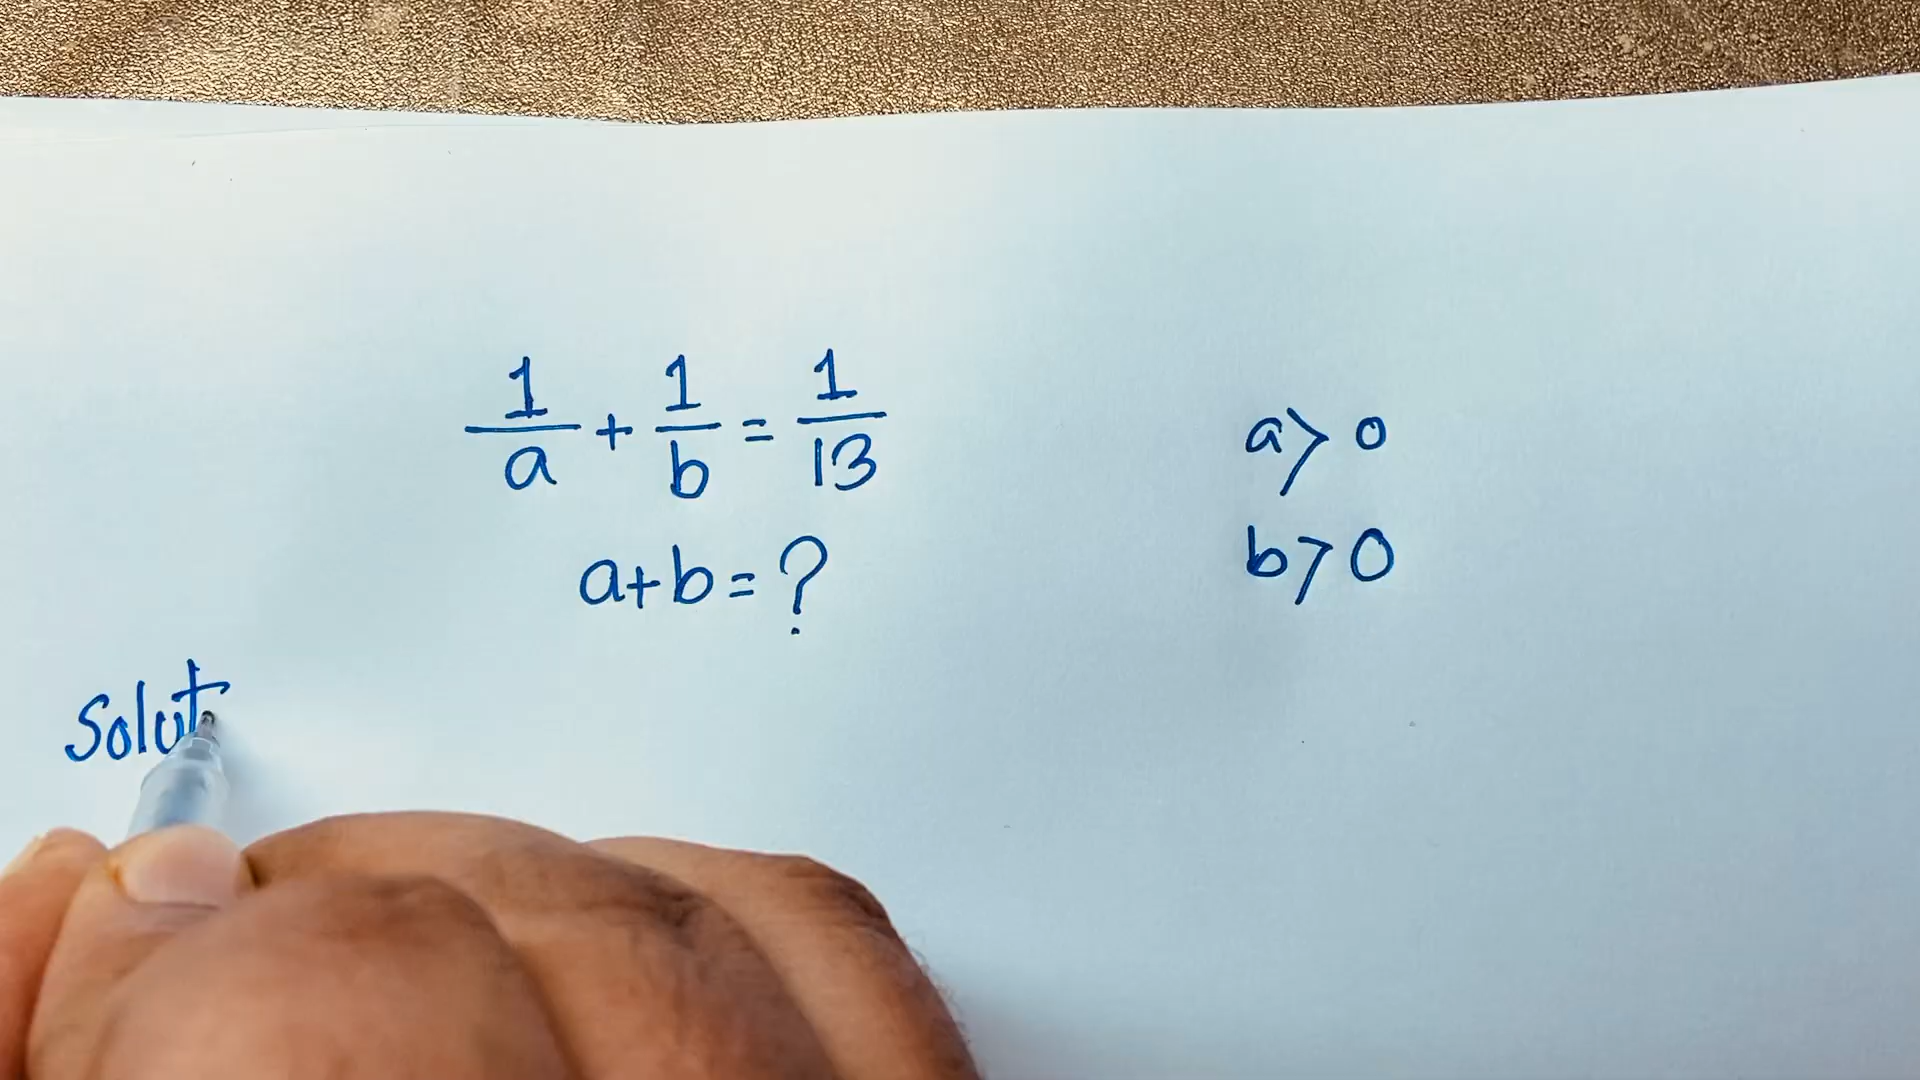 1/a + 1/b = 1/13
a+b = ?
a > 0
b > 0
Solut